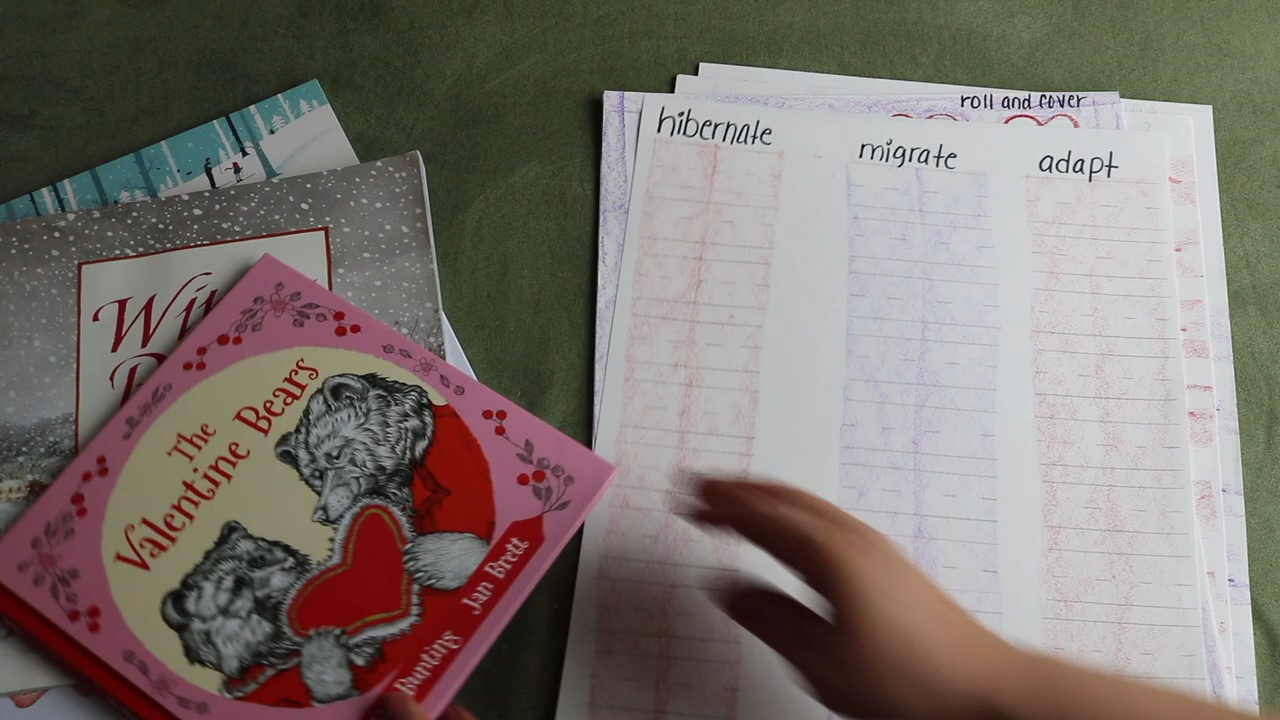 roll and cover
hibernate
migrate
adapt
The
Valentine Bears
Bunting
Jan Brett